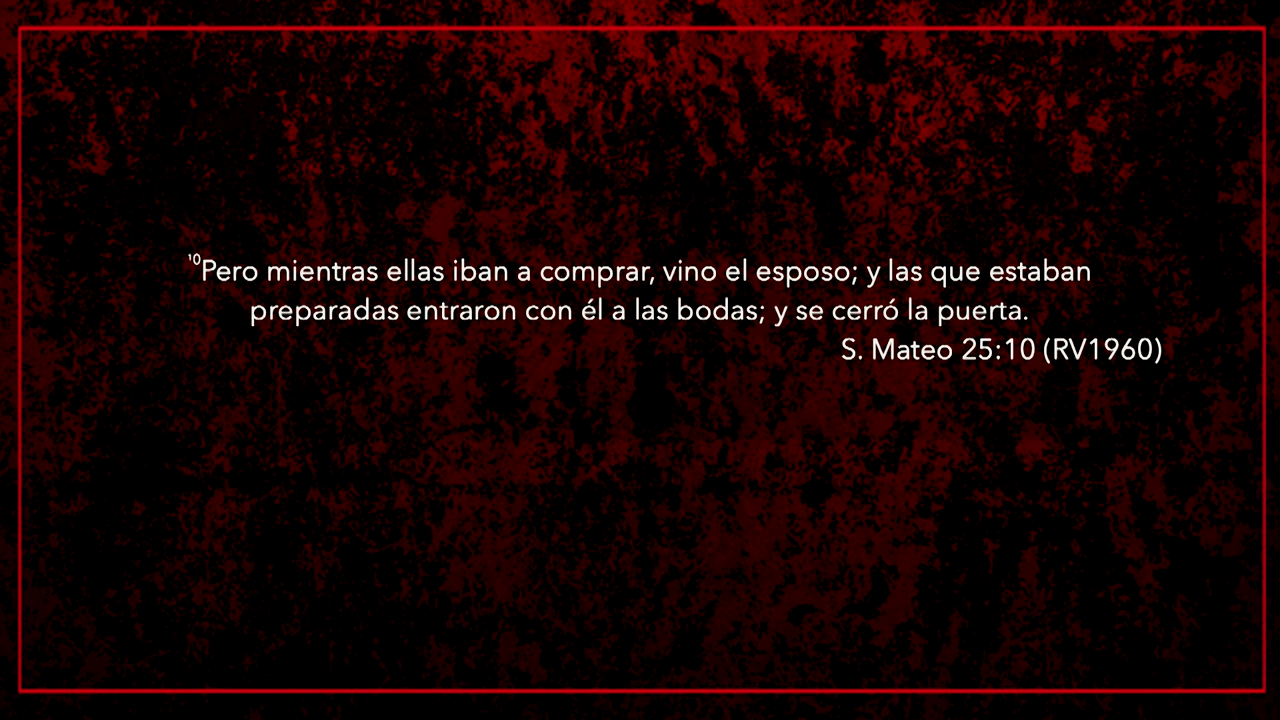 ¹⁰Pero mientras ellas iban a comprar, vino el esposo; y las que estaban
preparadas entraron con él a las bodas; y se cerró la puerta.
S. Mateo 25:10 (RV1960)